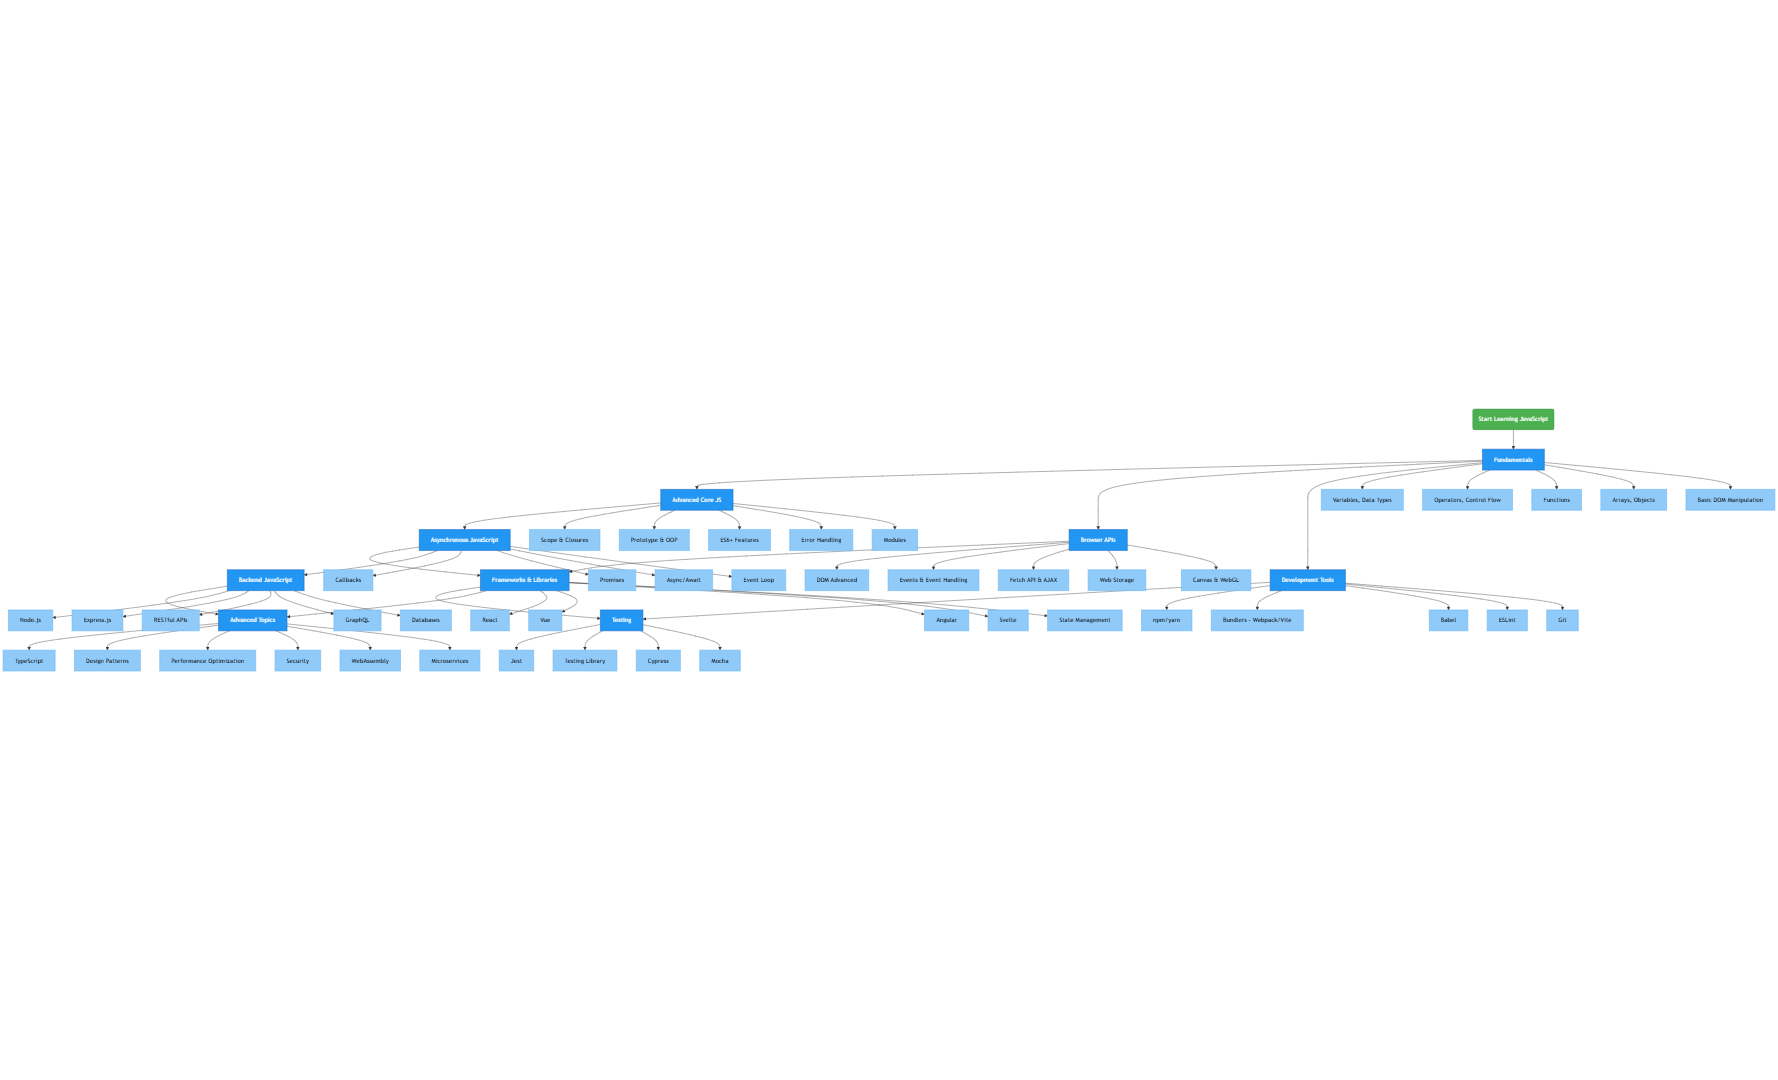 Start Learning JavaScript
Fundamentals
Advanced Core JS
Variables, Data Types
Operators, Control Flow
Functions
Arrays, Objects
Basic DOM Manipulation
Asynchronous JavaScript
Scope & Closures
Prototype & OOP
ES6+ Features
Error Handling
Modules
Browser APIs
Backend JavaScript
Callbacks
Frameworks & Libraries
Promises
Async/Await
Event Loop
DOM Advanced
Events & Event Handling
Fetch API & AJAX
Web Storage
Canvas & WebGL
Development Tools
Node.js
Express.js
RESTful APIs
Advanced Topics
GraphQL
Databases
React
Vue
Testing
Angular
Svelte
State Management
npm/yarn
Bundlers - Webpack/Vite
Babel
ESLint
Git
TypeScript
Design Patterns
Performance Optimization
Security
WebAssembly
Microservices
Jest
Testing Library
Cypress
Mocha